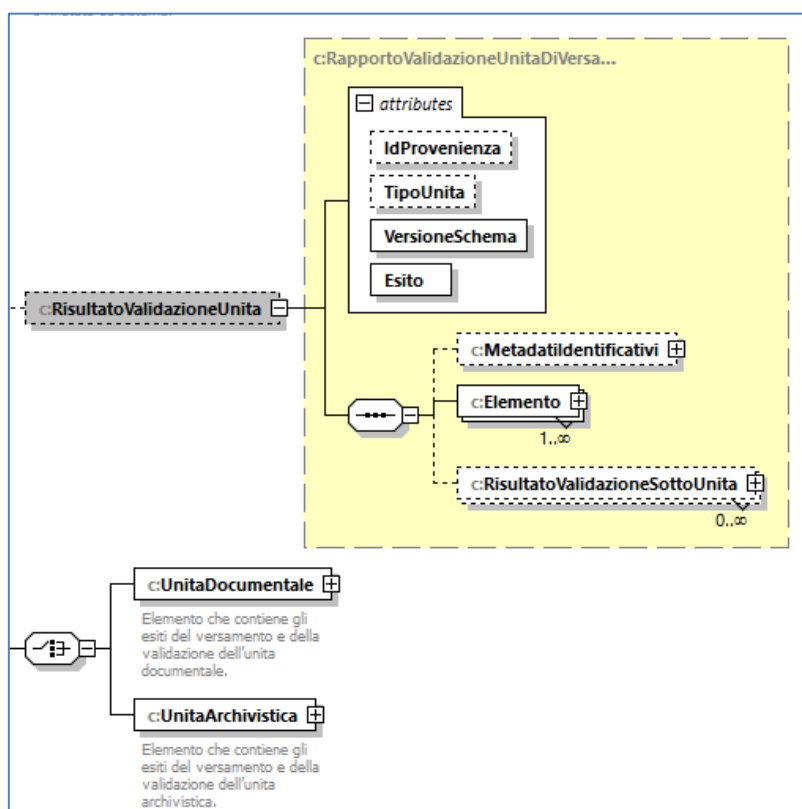 c:RapportoValidazioneUnitaDiVersa...
attributes
IdProvenienza
TipoUnita
VersioneSchema
Esito
c:RisultatoValidazioneUnita
c:MetadatiIdentificativi
c:Elemento
1..∞
c:RisultatoValidazioneSottoUnita
0..∞
c:UnitaDocumentale
Elemento che contiene gli
esiti del versamento e della
validazione dell'unita
documentale.
c:UnitaArchivistica
Elemento che contiene gli
esiti del versamento e della
validazione dell'unita
archivistica.